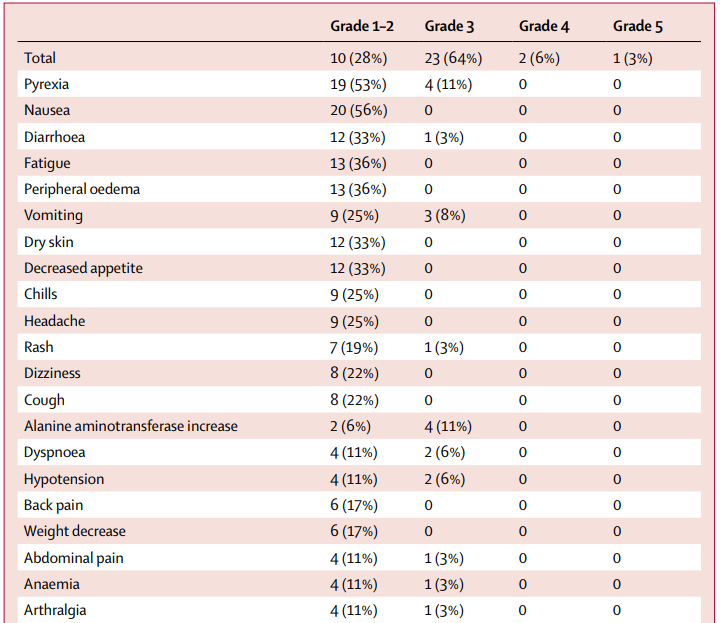 Grade 1–2 Grade 3 Grade 4 Grade 5
Total 10 (28%) 23 (64%) 2 (6%) 1 (3%)
Pyrexia 19 (53%) 4 (11%) 0 0
Nausea 20 (56%) 0 0 0
Diarrhoea 12 (33%) 1 (3%) 0 0
Fatigue 13 (36%) 0 0 0
Peripheral oedema 13 (36%) 0 0 0
Vomiting 9 (25%) 3 (8%) 0 0
Dry skin 12 (33%) 0 0 0
Decreased appetite 12 (33%) 0 0 0
Chills 9 (25%) 0 0 0
Headache 9 (25%) 0 0 0
Rash 7 (19%) 1 (3%) 0 0
Dizziness 8 (22%) 0 0 0
Cough 8 (22%) 0 0 0
Alanine aminotransferase increase 2 (6%) 4 (11%) 0 0
Dyspnoea 4 (11%) 2 (6%) 0 0
Hypotension 4 (11%) 2 (6%) 0 0
Back pain 6 (17%) 0 0 0
Weight decrease 6 (17%) 0 0 0
Abdominal pain 4 (11%) 1 (3%) 0 0
Anaemia 4 (11%) 1 (3%) 0 0
Arthralgia 4 (11%) 1 (3%) 0 0